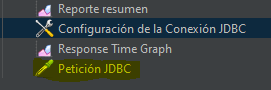 Reporte resumen
Configuración de la Conexión JDBC
Response Time Graph
Petición JDBC